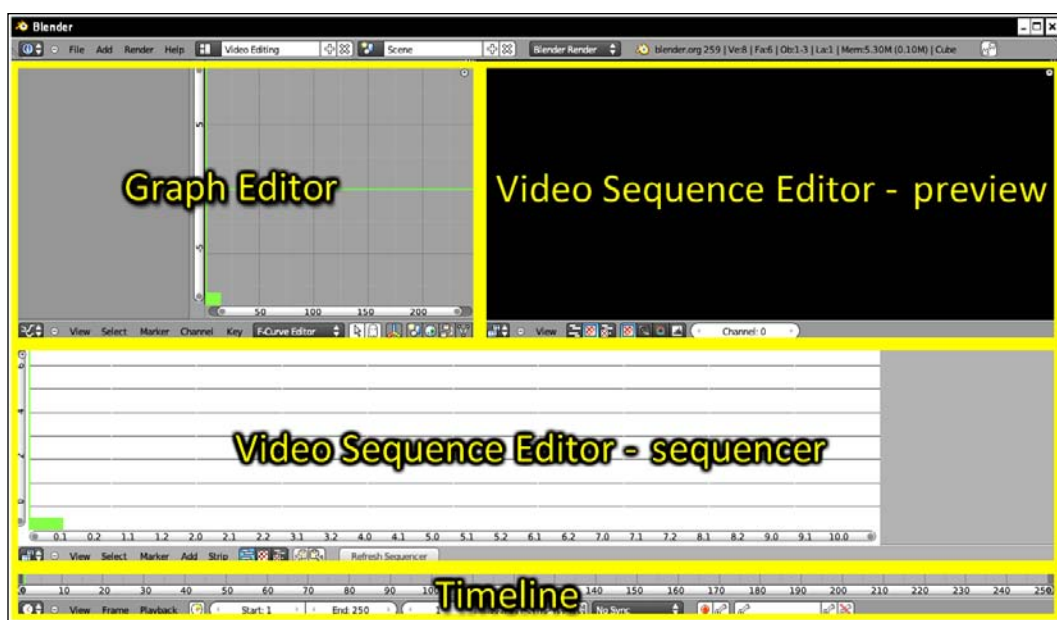 Blender
File Add Render Help Video Editing Scene Blender Render blender.org 259 | Ve:8 | Fa:6 | Ob:1-3 | La:1 | Mem:5.30M (0.10M) | Cube
5
-5
50 100 150 200
Graph Editor
View Select Marker Channel Key F-Curve Editor
Video Sequence Editor - preview
View Channel: 0
6
4
2
0
Video Sequence Editor - sequencer
0.1 0.2 1.1 1.2 2.0 2.1 2.2 3.1 3.2 4.0 4.1 5.0 5.1 5.2 6.1 6.2 7.0 7.1 7.2 8.1 8.2 9.0 9.1 10.0
View Select Marker Add Strip Refresh Sequencer
0 10 20 30 40 50 60 70 80 90 140 150 160 170 180 190 200 210 220 230 240 250
Timeline
View Frame Playback Start: 1 End: 250 1 No Sync